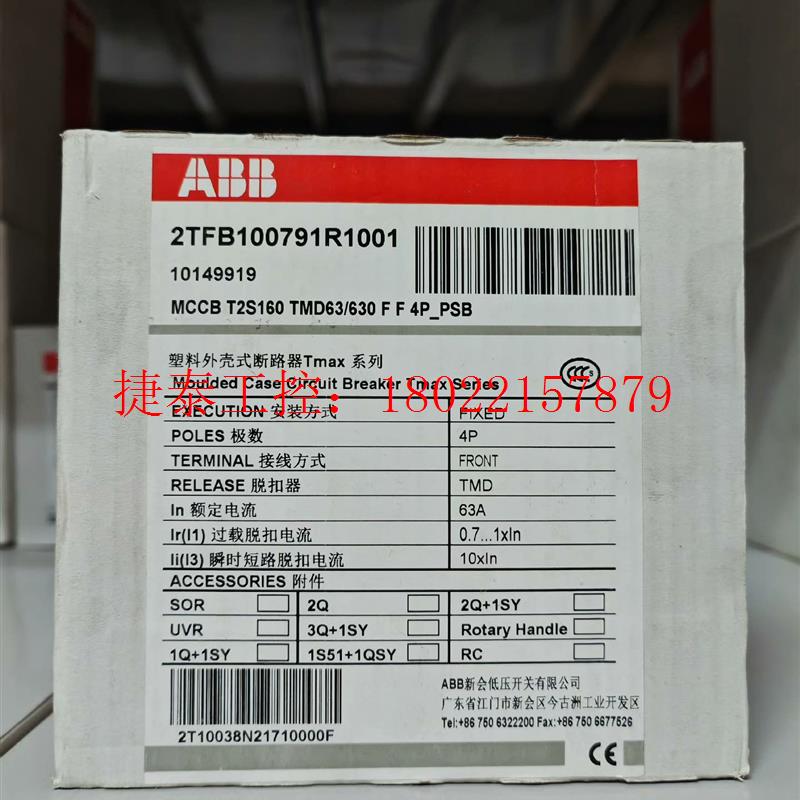 ABB
2TFB100791R1001
10149919
MCCB T2S160 TMD63/630 F F 4P_PSB
塑料外壳式断路器Tmax 系列
CCC S
Moulded Case Circuit Breaker Tmax Series
捷泰工控：18022157879
EXECUTION 安装方式 FIXED
POLES 极数 4P
TERMINAL 接线方式 FRONT
RELEASE 脱扣器 TMD
In 额定电流 63A
Ir(I1) 过载脱扣电流 0.7...1xIn
Ii(I3) 瞬时短路脱扣电流 10xIn
ACCESSORIES 附件
SOR 2Q 2Q+1SY
UVR 3Q+1SY Rotary Handle
1Q+1SY 1S51+1QSY RC
ABB新会低压开关有限公司
广东省江门市新会区今古洲工业开发区
Tel:+86 750 6322200 Fax:+86 750 6677526
2T10038N21710000F
CE